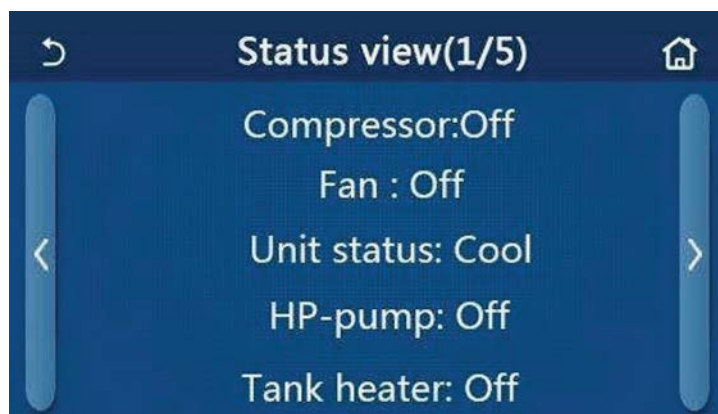 Status view(1/5)
Compressor:Off
Fan : Off
Unit status: Cool
HP-pump: Off
Tank heater: Off